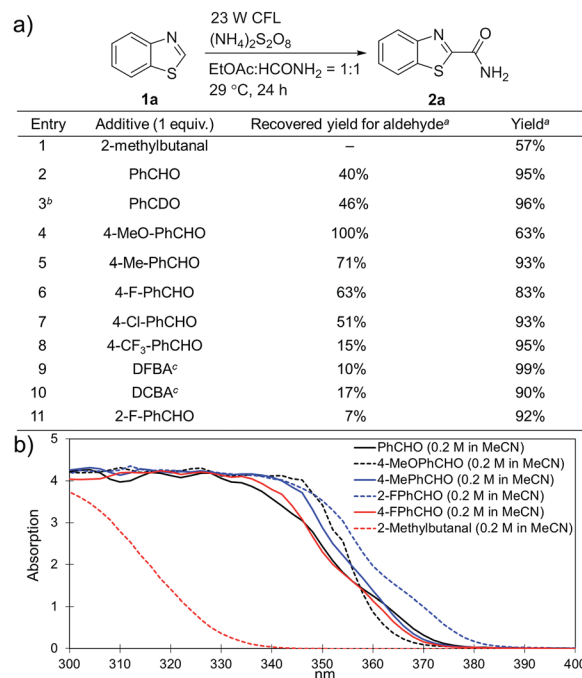 a)
23 W CFL
(NH4)2S2O8
EtOAc:HCONH2 = 1:1
29 °C, 24 h
N
S
1a
N
S
O
NH2
2a
Entry Additive (1 equiv.) Recovered yield for aldehydeᵃ Yieldᵃ
1 2-methylbutanal – 57%
2 PhCHO 40% 95%
3ᵇ PhCDO 46% 96%
4 4-MeO-PhCHO 100% 63%
5 4-Me-PhCHO 71% 93%
6 4-F-PhCHO 63% 83%
7 4-Cl-PhCHO 51% 93%
8 4-CF3-PhCHO 15% 95%
9 DFBAᶜ 10% 99%
10 DCBAᶜ 17% 90%
11 2-F-PhCHO 7% 92%
b)
PhCHO (0.2 M in MeCN)
4-MeOPhCHO (0.2 M in MeCN)
4-MePhCHO (0.2 M in MeCN)
2-FPhCHO (0.2 M in MeCN)
4-FPhCHO (0.2 M in MeCN)
2-Methylbutanal (0.2 M in MeCN)
Absorption
5
4
3
2
1
0
300 310 320 330 340 350 360 370 380 390 400
nm